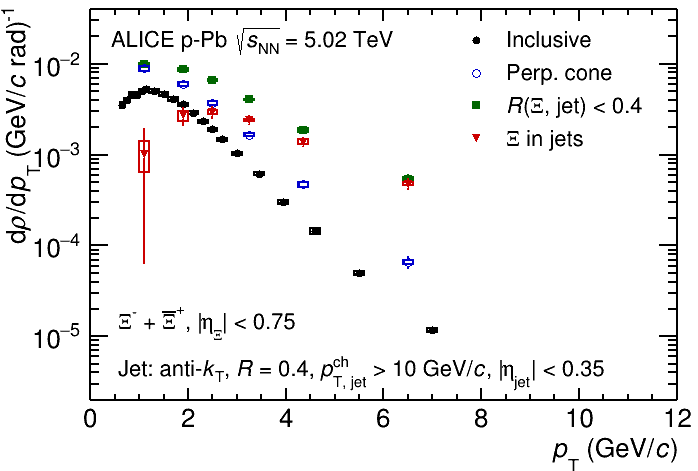 ALICE p-Pb √sNN = 5.02 TeV
Inclusive
Perp. cone
R(Ξ, jet) < 0.4
Ξ in jets
dρ/dpT (GeV/c rad)-1
10−2
10−3
10−4
10−5
Ξ- + Ξ̅+, |ηΞ| < 0.75
Jet: anti-kT, R = 0.4, pchT, jet > 10 GeV/c, |ηjet| < 0.35
0 2 4 6 8 10 12
pT (GeV/c)